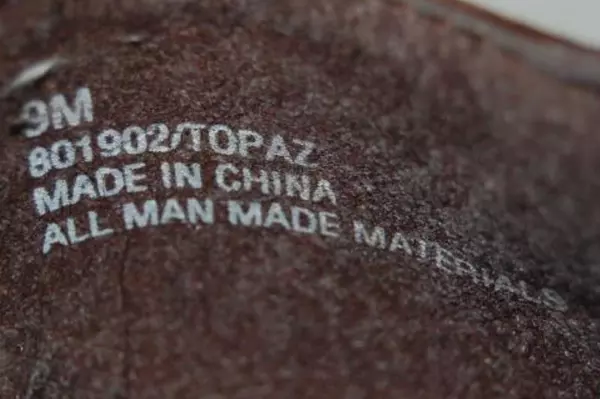 9M
801902/TOPAZ
MADE IN CHINA
ALL MAN MADE MATERIALS